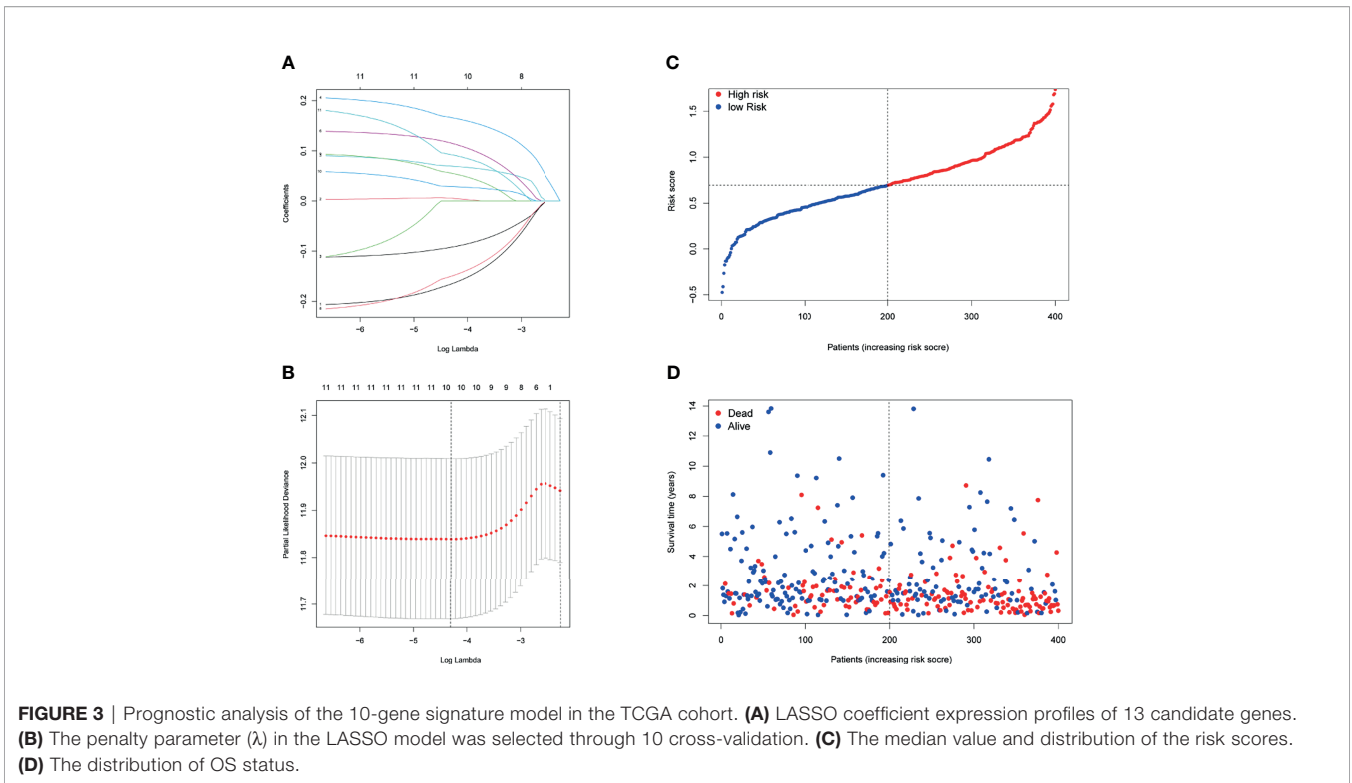 A
11 11 10 8
0.2
0.1
0.0
-0.1
-0.2
Coefficients
-6 -5 -4 -3
Log Lambda
B
11 11 11 11 11 11 11 11 10 10 10 9 9 8 6 1
12.1
12.0
11.9
11.8
11.7
Partial Likelihood Deviance
-6 -5 -4 -3
Log Lambda
C
High risk
low Risk
1.5
1.0
0.5
0.0
-0.5
Risk score
0 100 200 300 400
Patients (increasing risk socre)
D
Dead
Alive
14
12
10
8
6
4
2
0
Survival time (years)
0 100 200 300 400
Patients (increasing risk socre)
FIGURE 3 | Prognostic analysis of the 10-gene signature model in the TCGA cohort. (A) LASSO coefficient expression profiles of 13 candidate genes.
(B) The penalty parameter (λ) in the LASSO model was selected through 10 cross-validation. (C) The median value and distribution of the risk scores.
(D) The distribution of OS status.